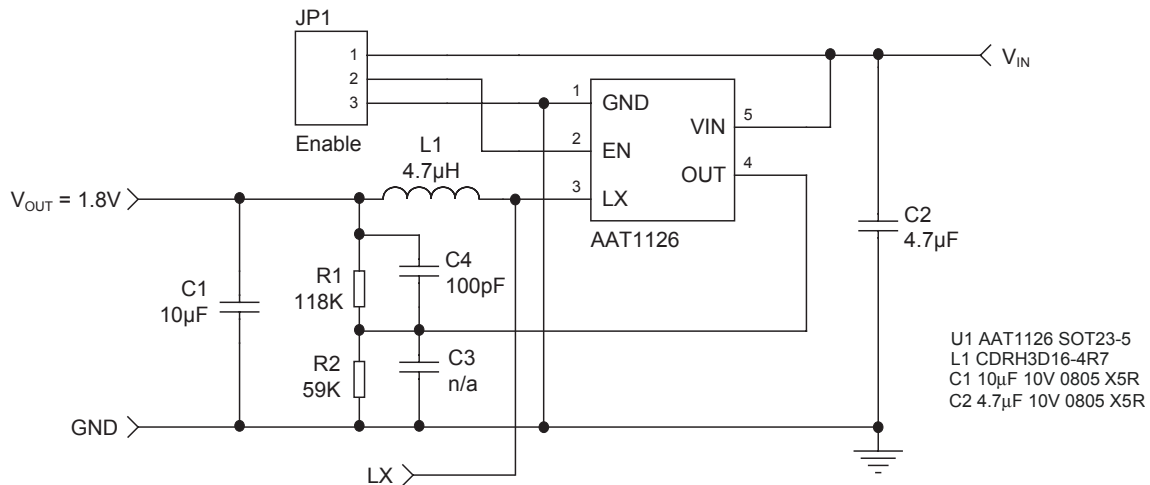 JP1
1
2
3
Enable
V_IN
1 GND
2 EN
3 LX
VIN 5
OUT 4
AAT1126
L1
4.7µH
V_OUT = 1.8V
C2
4.7µF
C1
10µF
R1
118K
C4
100pF
R2
59K
C3
n/a
GND
LX
U1 AAT1126 SOT23-5
L1 CDRH3D16-4R7
C1 10µF 10V 0805 X5R
C2 4.7µF 10V 0805 X5R